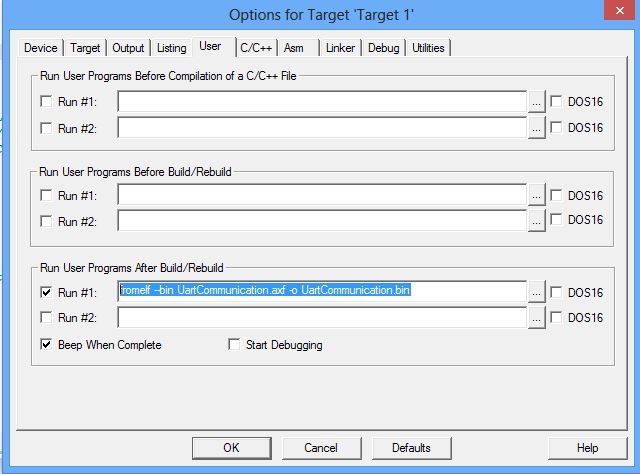 Options for Target 'Target 1'
Device Target Output Listing User C/C++ Asm Linker Debug Utilities
Run User Programs Before Compilation of a C/C++ File
Run #1: ... DOS16
Run #2: ... DOS16
Run User Programs Before Build/Rebuild
Run #1: ... DOS16
Run #2: ... DOS16
Run User Programs After Build/Rebuild
Run #1: fromelf --bin UartCommunication.axf -o UartCommunication.bin ... DOS16
Run #2: ... DOS16
Beep When Complete Start Debugging
OK Cancel Defaults Help